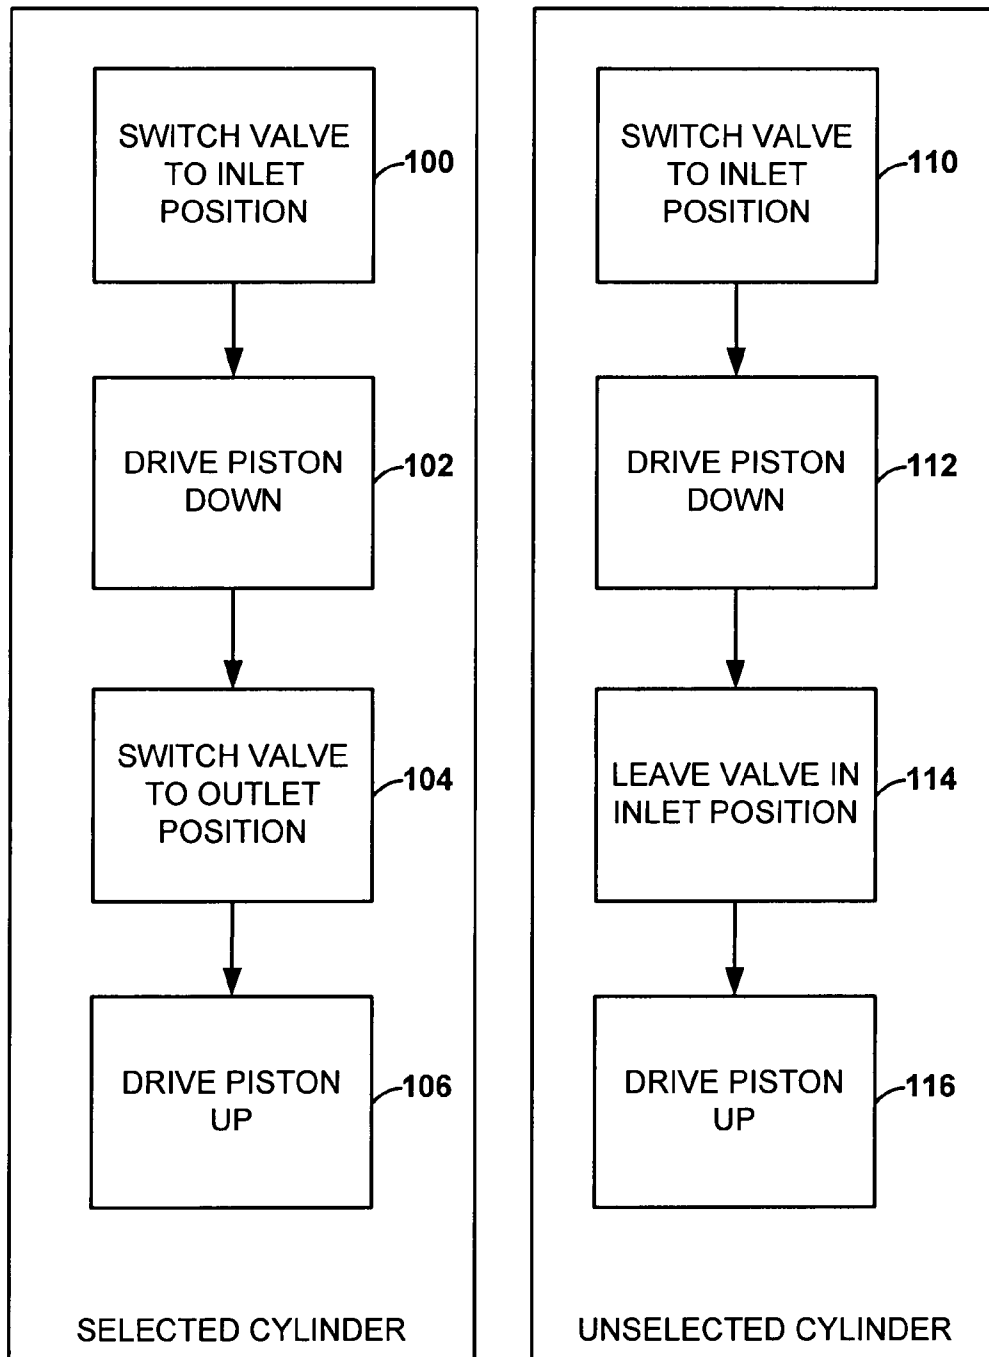 SWITCH VALVE
TO INLET
POSITION
100
DRIVE PISTON
DOWN
102
SWITCH VALVE
TO OUTLET
POSITION
104
DRIVE PISTON
UP
106
SELECTED CYLINDER
SWITCH VALVE
TO INLET
POSITION
110
DRIVE PISTON
DOWN
112
LEAVE VALVE IN
INLET POSITION
114
DRIVE PISTON
UP
116
UNSELECTED CYLINDER